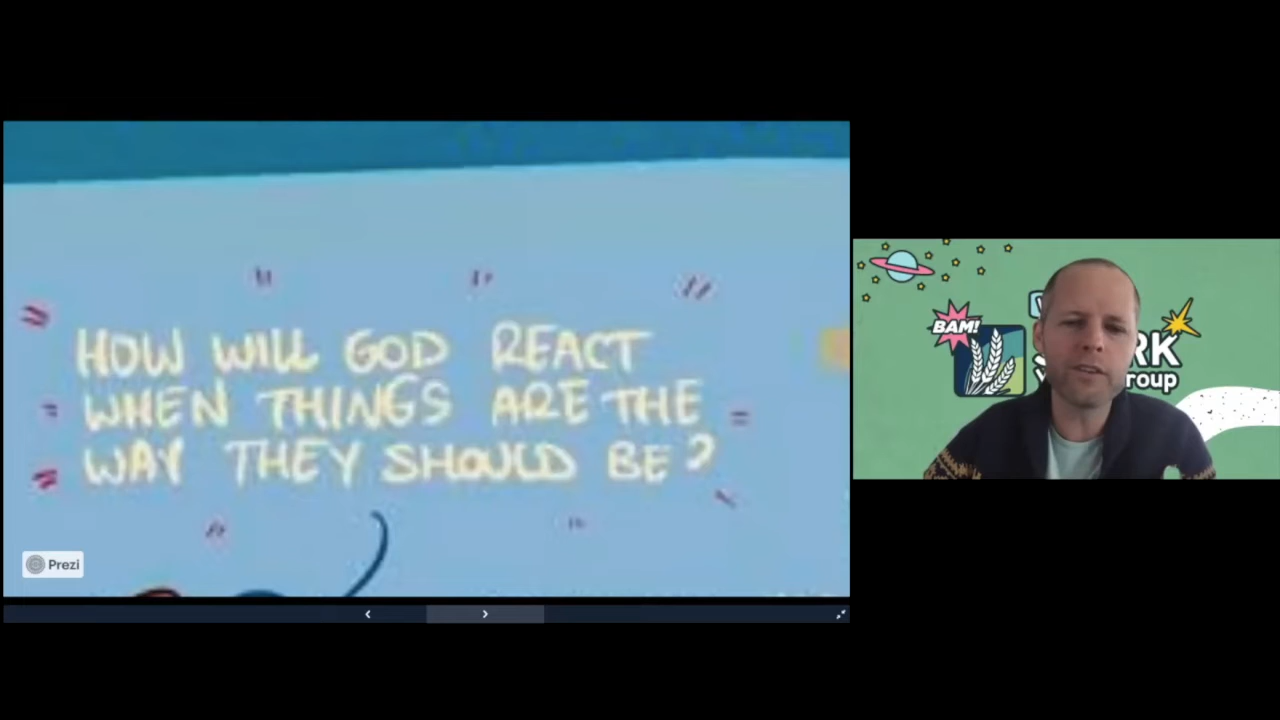 HOW WILL GOD REACT
WHEN THINGS ARE THE
WAY THEY SHOULD BE?
Prezi
BAM!